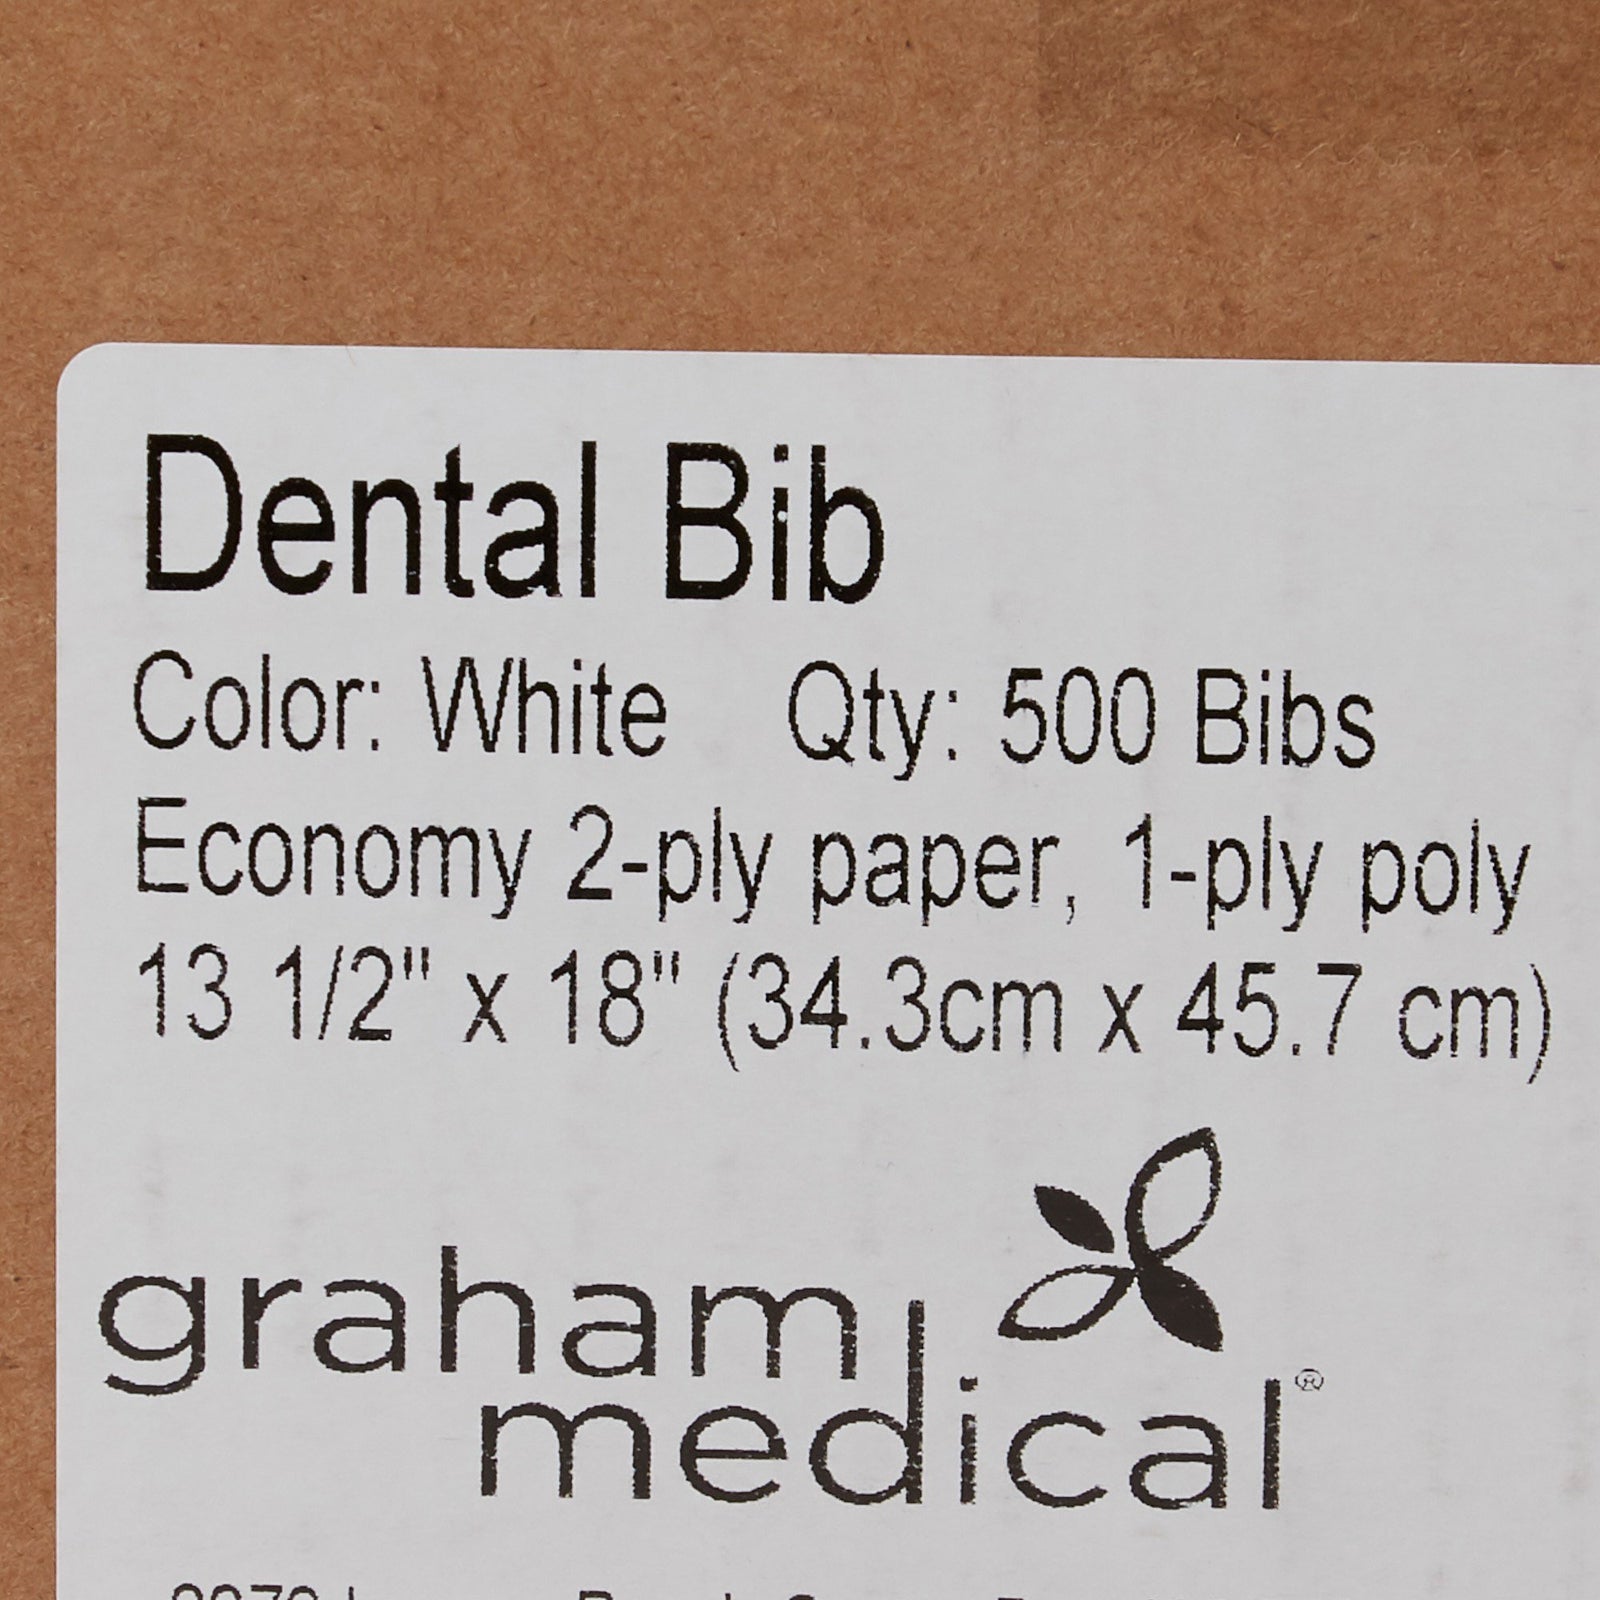 Dental Bib
Color: White Qty: 500 Bibs
Economy 2-ply paper, 1-ply poly
13 1/2" x 18" (34.3cm x 45.7 cm)
graham
medical®